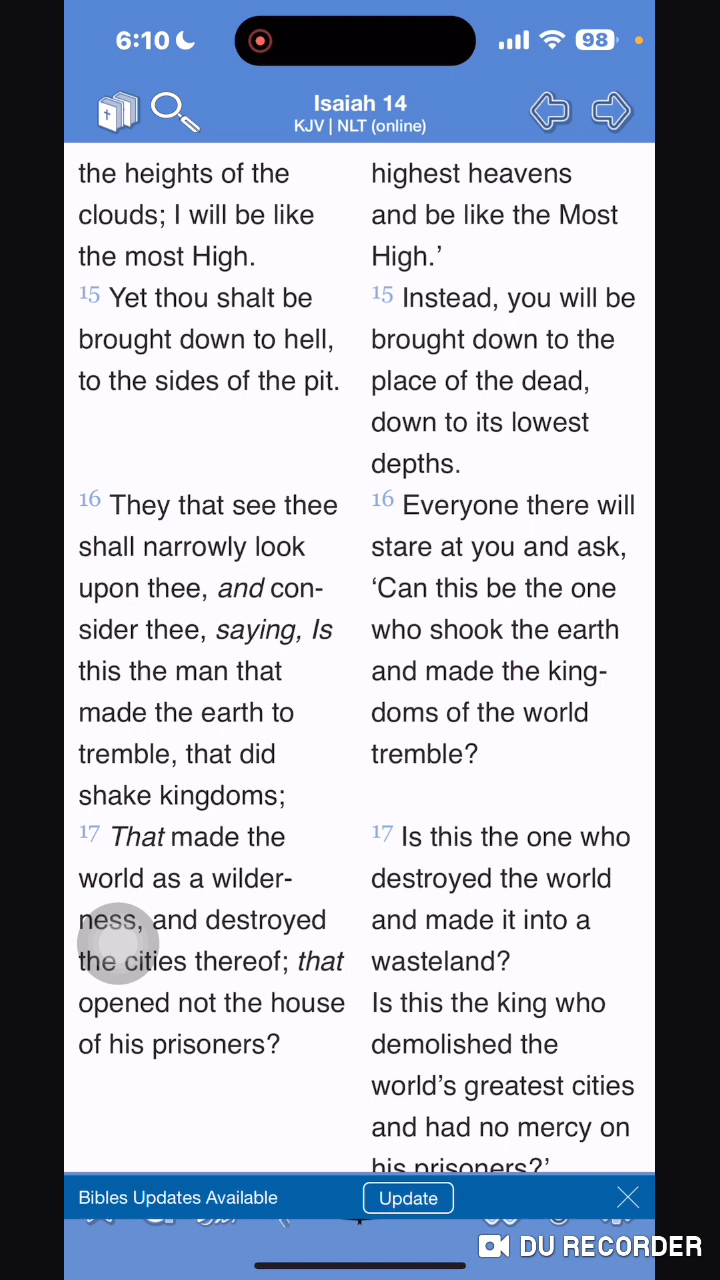 6:10
98
Isaiah 14
KJV | NLT (online)
the heights of the
clouds; I will be like
the most High.
15 Yet thou shalt be
brought down to hell,
to the sides of the pit.
16 They that see thee
shall narrowly look
upon thee, and con-
sider thee, saying, Is
this the man that
made the earth to
tremble, that did
shake kingdoms;
17 That made the
world as a wilder-
ness, and destroyed
the cities thereof; that
opened not the house
of his prisoners?
highest heavens
and be like the Most
High.’
15 Instead, you will be
brought down to the
place of the dead,
down to its lowest
depths.
16 Everyone there will
stare at you and ask,
‘Can this be the one
who shook the earth
and made the king-
doms of the world
tremble?
17 Is this the one who
destroyed the world
and made it into a
wasteland?
Is this the king who
demolished the
world’s greatest cities
and had no mercy on
his prisoners?’
Bibles Updates Available
Update
DU RECORDER